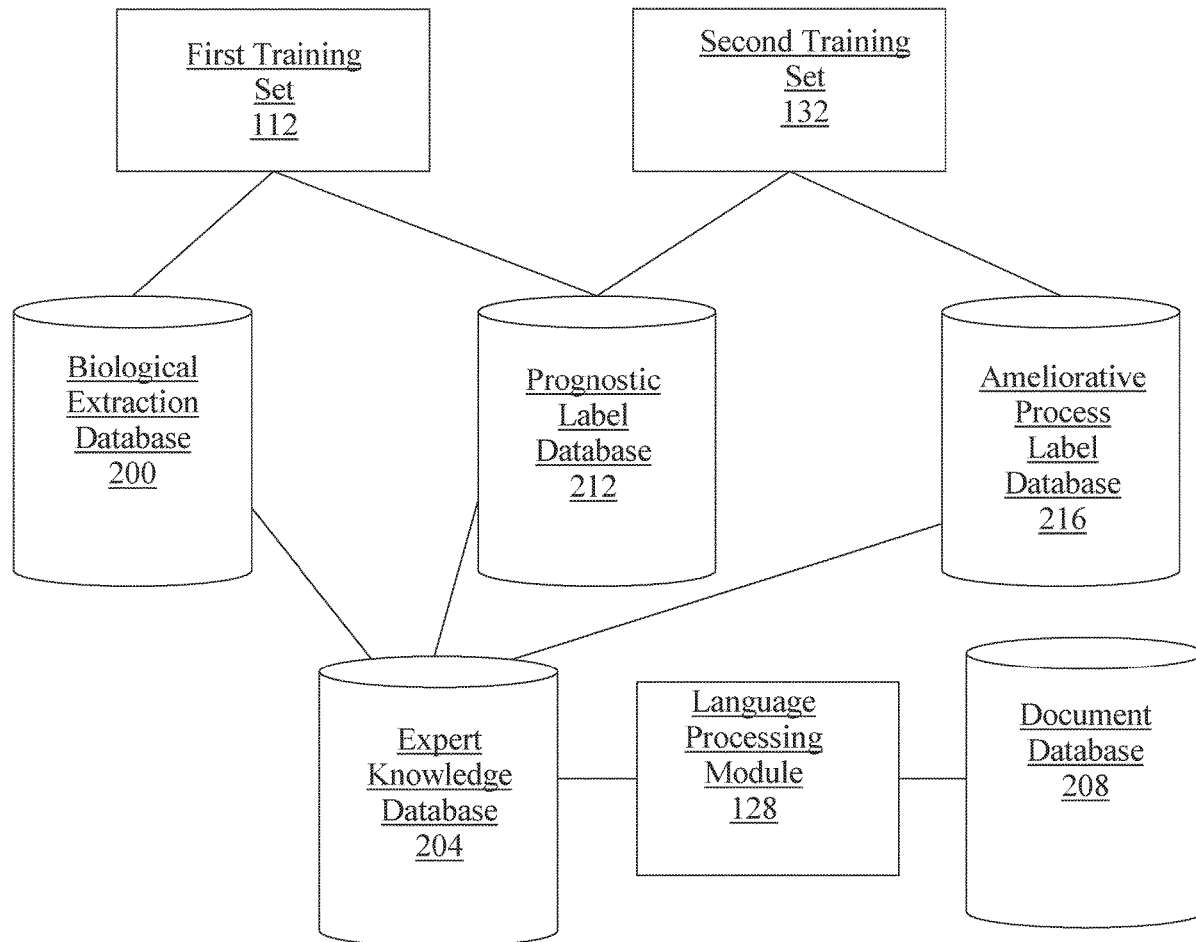 First Training
Set
112
Second Training
Set
132
Biological
Extraction
Database
200
Prognostic
Label
Database
212
Ameliorative
Process
Label
Database
216
Expert
Knowledge
Database
204
Language
Processing
Module
128
Document
Database
208